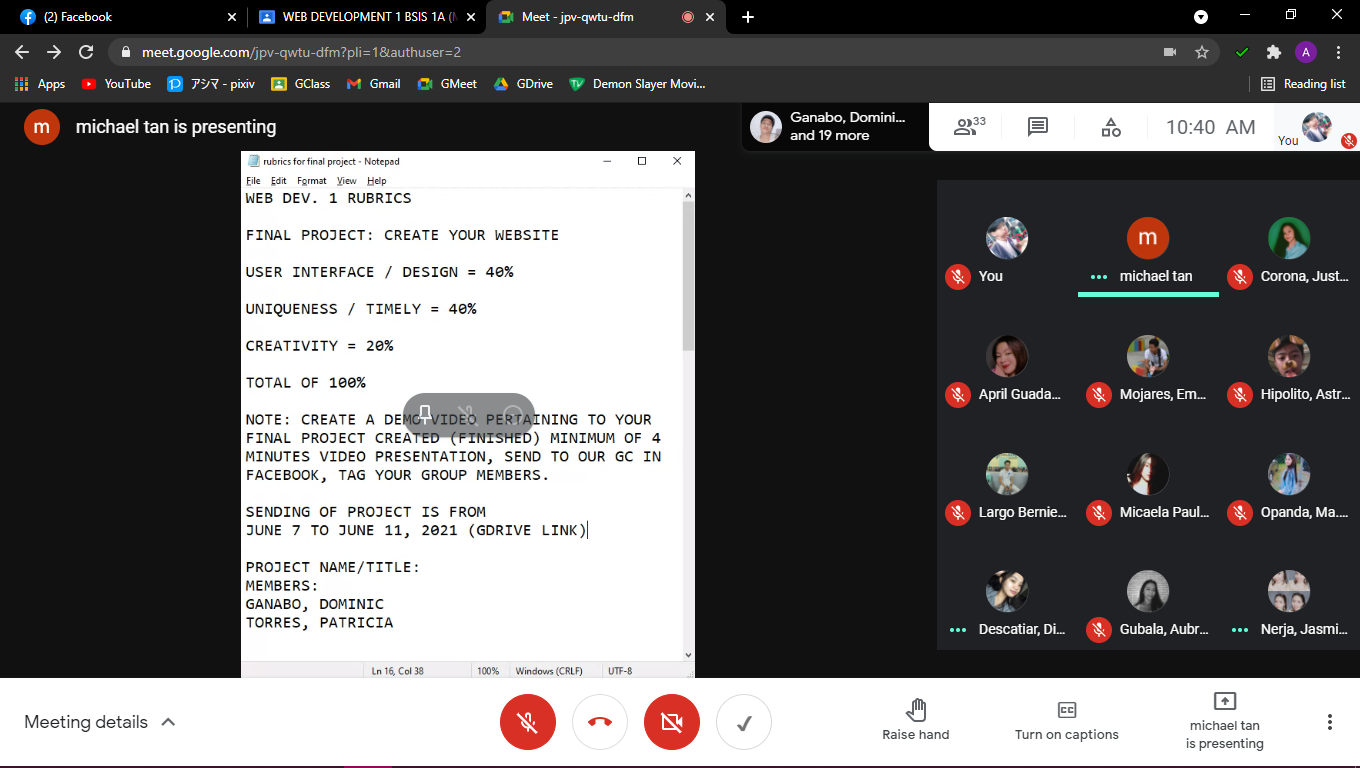 (2) Facebook
WEB DEVELOPMENT 1 BSIS 1A (
Meet - jpv-qwtu-dfm
meet.google.com/jpv-qwtu-dfm?pli=1&authuser=2
A
Apps
YouTube
アシマ - pixiv
GClass
Gmail
GMeet
GDrive
Demon Slayer Movi...
Reading list
m
michael tan is presenting
Ganabo, Domini...
and 19 more
33
10:40 AM
You
rubrics for final project - Notepad
File Edit Format View Help
WEB DEV. 1 RUBRICS
FINAL PROJECT: CREATE YOUR WEBSITE
USER INTERFACE / DESIGN = 40%
UNIQUENESS / TIMELY = 40%
CREATIVITY = 20%
TOTAL OF 100%
NOTE: CREATE A DEMO VIDEO PERTAINING TO YOUR
FINAL PROJECT CREATED (FINISHED) MINIMUM OF 4
MINUTES VIDEO PRESENTATION, SEND TO OUR GC IN
FACEBOOK, TAG YOUR GROUP MEMBERS.
SENDING OF PROJECT IS FROM
JUNE 7 TO JUNE 11, 2021 (GDRIVE LINK)
PROJECT NAME/TITLE:
MEMBERS:
GANABO, DOMINIC
TORRES, PATRICIA
Ln 16, Col 38 100% Windows (CRLF) UTF-8
m
You michael tan Corona, Just...
April Guada... Mojares, Em... Hipolito, Astr...
Largo Bernie... Micaela Paul... Opanda, Ma....
Descatiar, Di... Gubala, Aubr... Nerja, Jasmi...
Meeting details
Raise hand
CC
Turn on captions
michael tan
is presenting